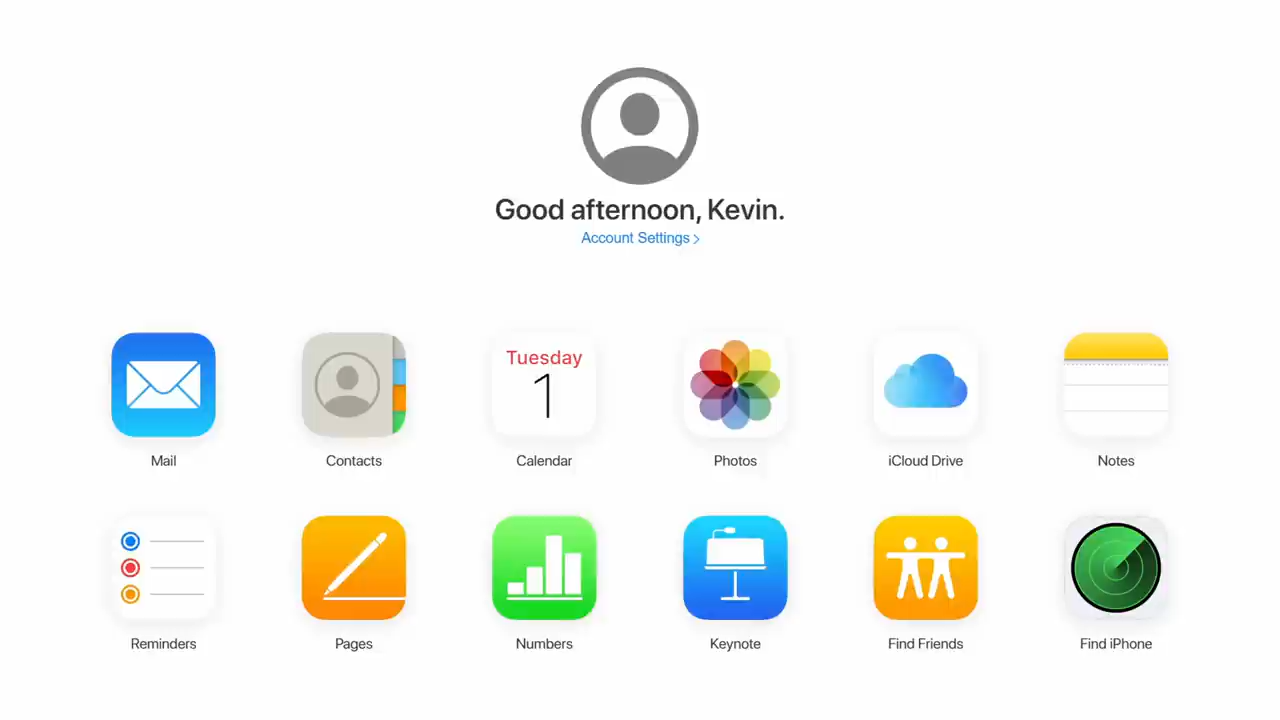 Good afternoon, Kevin.
Account Settings >
Tuesday
1
Mail
Contacts
Calendar
Photos
iCloud Drive
Notes
Reminders
Pages
Numbers
Keynote
Find Friends
Find iPhone